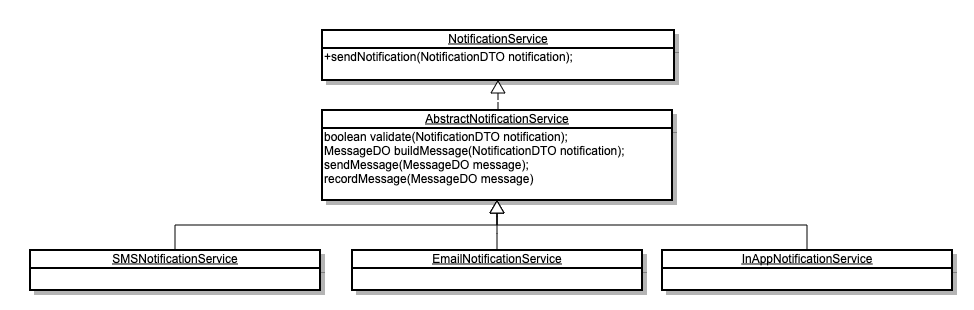 NotificationService
+sendNotification(NotificationDTO notification);
AbstractNotificationService
boolean validate(NotificationDTO notification);
MessageDO buildMessage(NotificationDTO notification);
sendMessage(MessageDO message);
recordMessage(MessageDO message)
SMSNotificationService
EmailNotificationService
InAppNotificationService